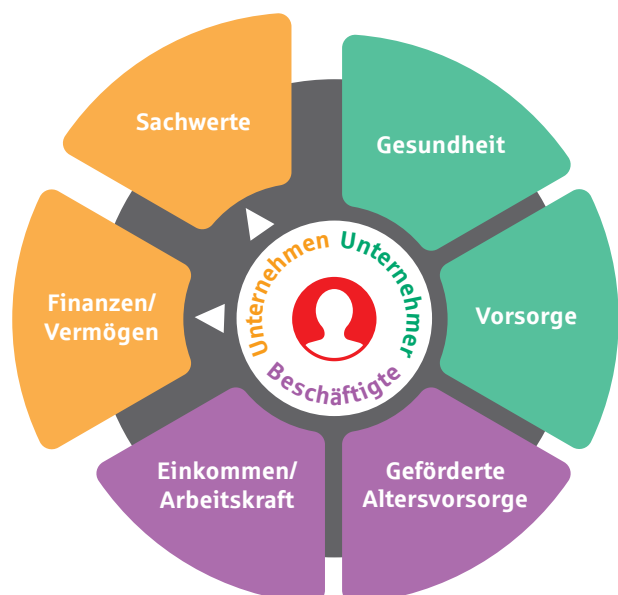 Sachwerte
Gesundheit
Unternehmen
Unternehmer
Beschäftigte
Finanzen/
Vermögen
Vorsorge
Einkommen/
Arbeitskraft
Geförderte
Altersvorsorge